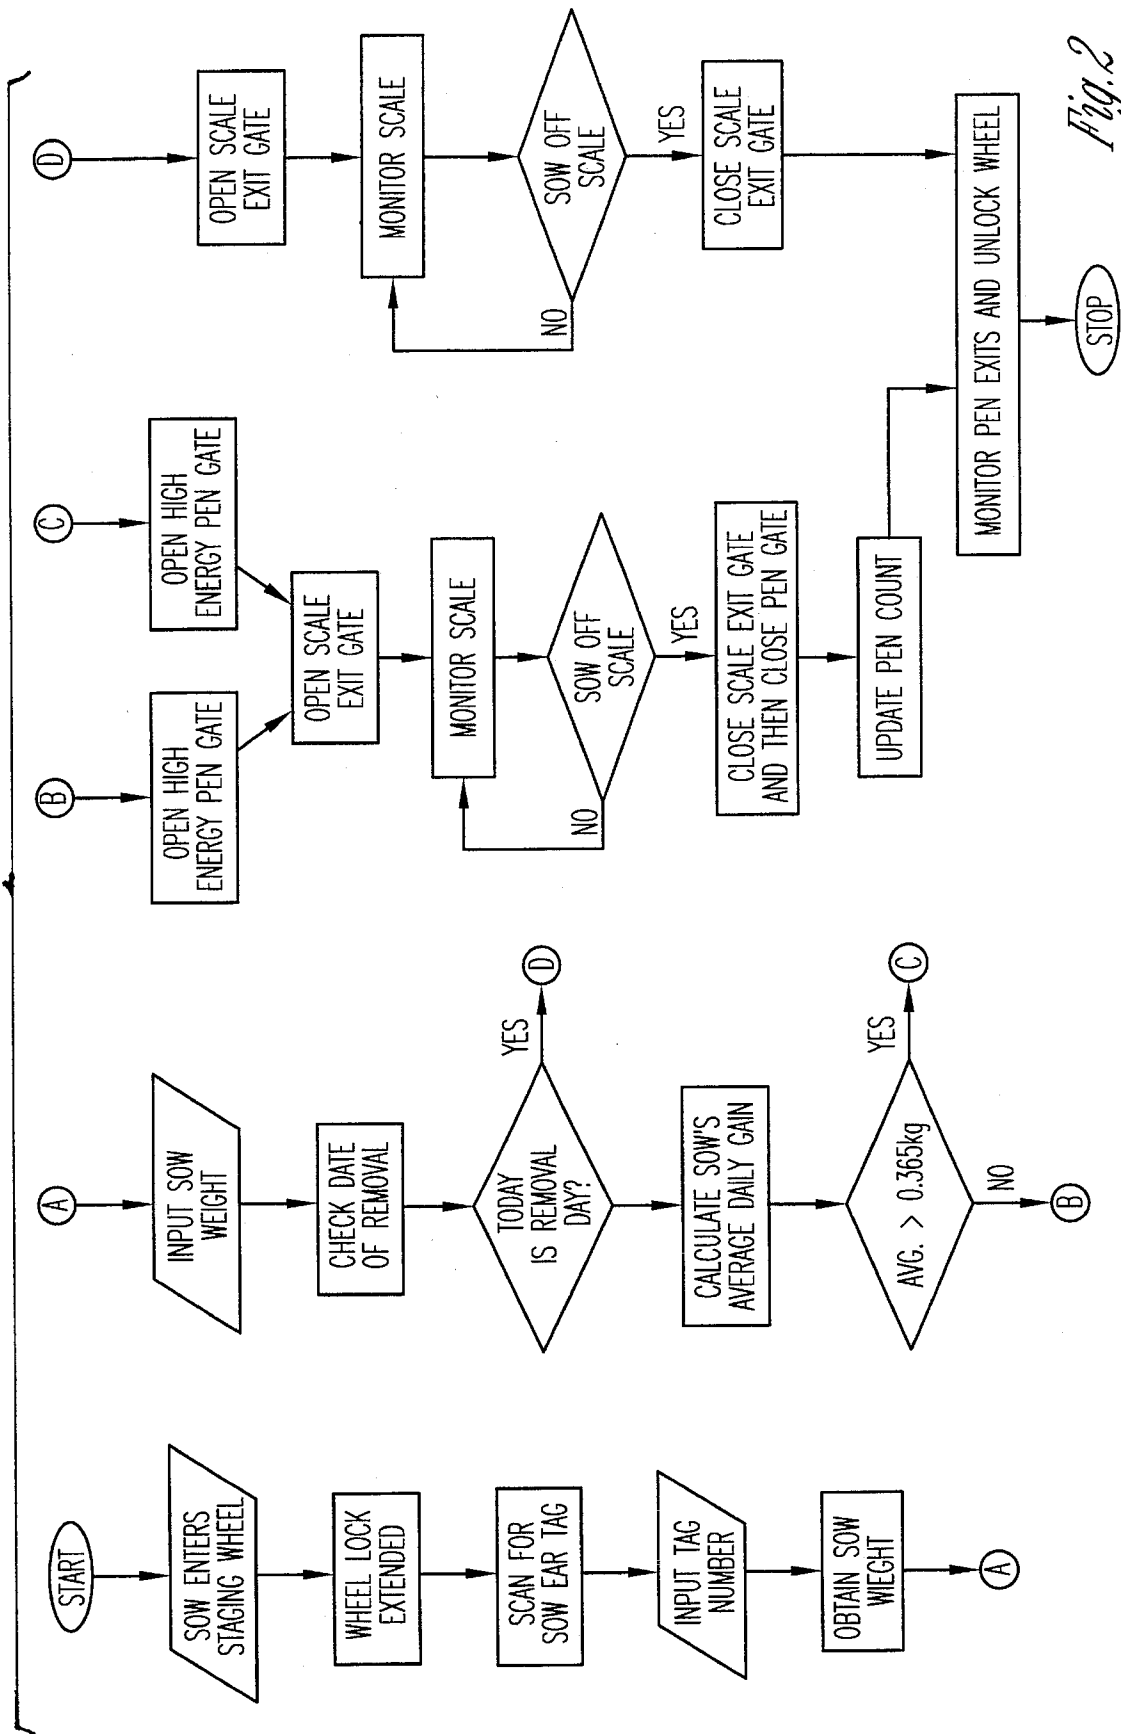 START
SOW ENTERS
STAGING WHEEL
WHEEL LOCK
EXTENDED
SCAN FOR
SOW EAR TAG
INPUT TAG
NUMBER
OBTAIN SOW
WIEGHT
A
A
INPUT SOW
WEIGHT
CHECK DATE
OF REMOVAL
TODAY
IS REMOVAL
DAY?
YES
D
CALCULATE SOW'S
AVERAGE DAILY GAIN
AVG. > 0.365kg
YES
C
NO
B
B
OPEN HIGH
ENERGY PEN GATE
C
OPEN HIGH
ENERGY PEN GATE
OPEN SCALE
EXIT GATE
MONITOR SCALE
SOW OFF
SCALE
NO
YES
CLOSE SCALE EXIT GATE
AND THEN CLOSE PEN GATE
UPDATE PEN COUNT
D
OPEN SCALE
EXIT GATE
MONITOR SCALE
SOW OFF
SCALE
NO
YES
CLOSE SCALE
EXIT GATE
MONITOR PEN EXITS AND UNLOCK WHEEL
STOP
Fig.2